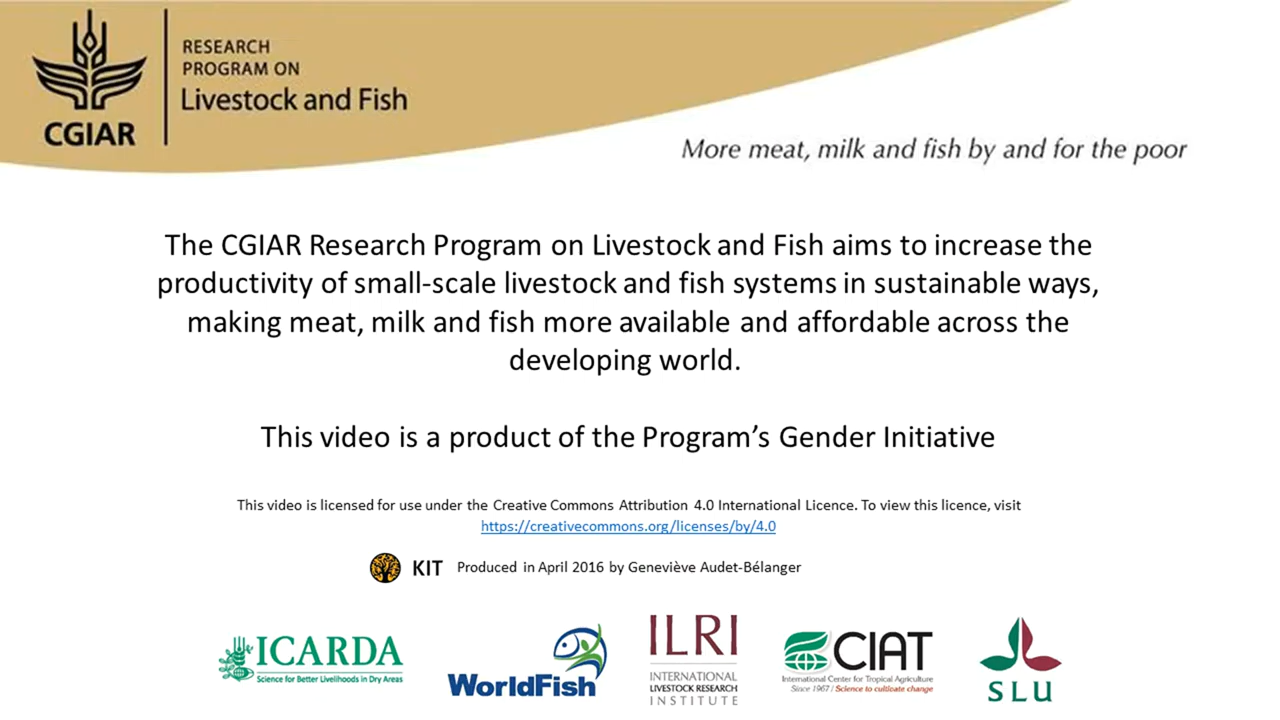 RESEARCH
PROGRAM ON
Livestock and Fish
CGIAR
More meat, milk and fish by and for the poor
The CGIAR Research Program on Livestock and Fish aims to increase the
productivity of small-scale livestock and fish systems in sustainable ways,
making meat, milk and fish more available and affordable across the
developing world.
This video is a product of the Program’s Gender Initiative
This video is licensed for use under the Creative Commons Attribution 4.0 International Licence. To view this licence, visit
https://creativecommons.org/licenses/by/4.0
KIT Produced in April 2016 by Geneviève Audet-Bélanger
ICARDA
Science for Better Livelihoods in Dry Areas
WorldFish
ILRI
INTERNATIONAL
LIVESTOCK RESEARCH
INSTITUTE
CIAT
International Center for Tropical Agriculture
Since 1967 / Science to cultivate change
SLU